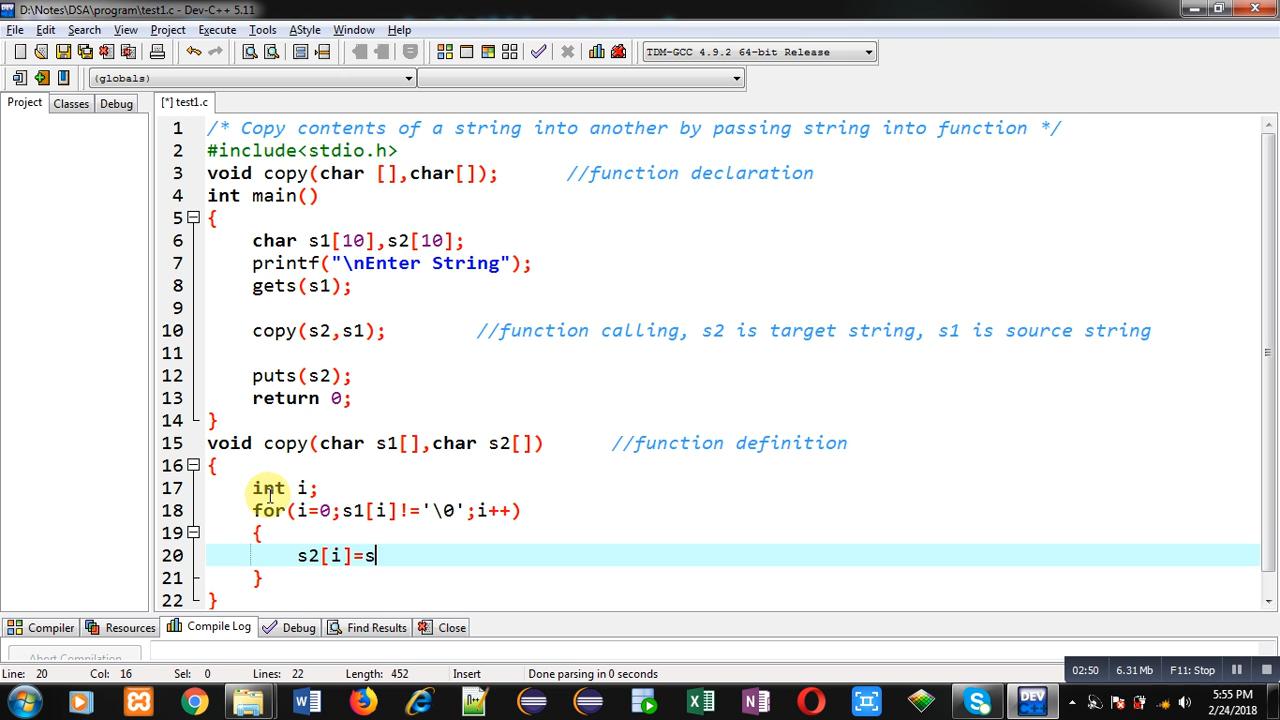 D:\Notes\DSA\program\test1.c - Dev-C++ 5.11
File Edit Search View Project Execute Tools AStyle Window Help
TDM-GCC 4.9.2 64-bit Release
(globals)
Project Classes Debug [*] test1.c
1 /* Copy contents of a string into another by passing string into function */
2 #include<stdio.h>
3 void copy(char [],char[]); //function declaration
4 int main()
5 {
6 char s1[10],s2[10];
7 printf("\nEnter String");
8 gets(s1);
9
10 copy(s2,s1); //function calling, s2 is target string, s1 is source string
11
12 puts(s2);
13 return 0;
14 }
15 void copy(char s1[],char s2[]) //function definition
16 {
17 int i;
18 for(i=0;s1[i]!='\0';i++)
19 {
20 s2[i]=s
21 }
22 }
Compiler Resources Compile Log Debug Find Results Close
Abort Compilation
Line: 20 Col: 16 Sel: 0 Lines: 22 Length: 452 Insert Done parsing in 0 seconds
02:50 6.31 Mb F11: Stop
5:55 PM
2/24/2018